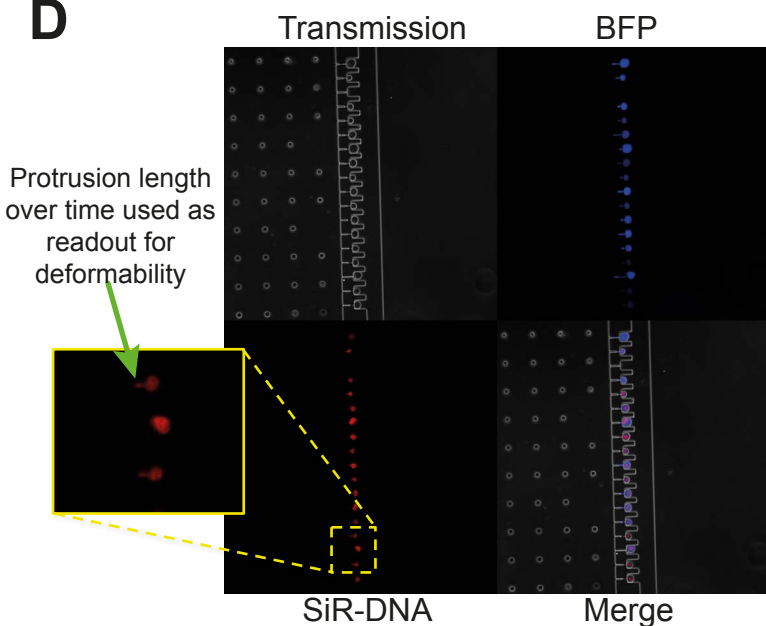 D
Transmission
BFP
Protrusion length
over time used as
readout for
deformability
SiR-DNA
Merge